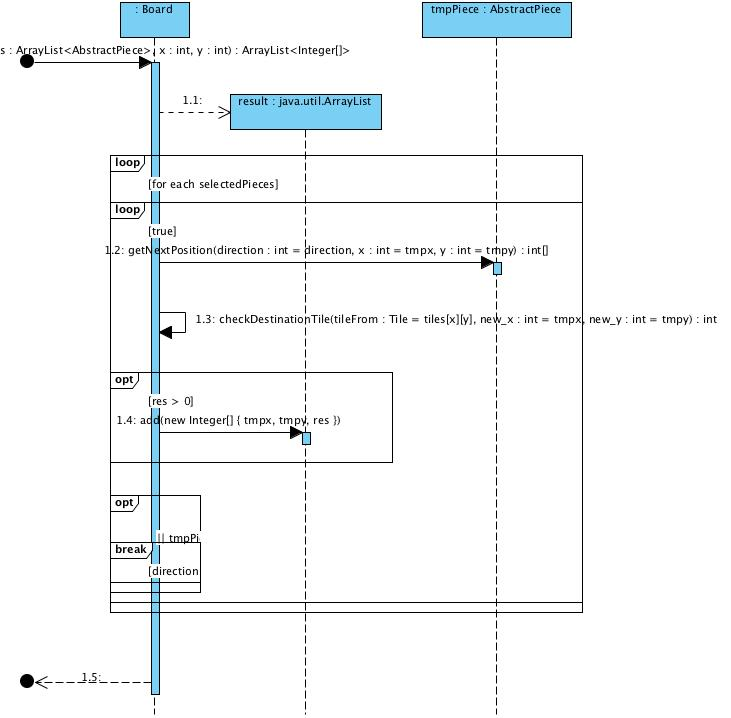 : Board
tmpPiece : AbstractPiece
s : ArrayList<AbstractPiece>, x : int, y : int) : ArrayList<Integer[]>
1.1:
result : java.util.ArrayList
loop
[for each selectedPieces]
loop
[true]
1.2: getNextPosition(direction : int = direction, x : int = tmpx, y : int = tmpy) : int[]
1.3: checkDestinationTile(tileFrom : Tile = tiles[x][y], new_x : int = tmpx, new_y : int = tmpy) : int
opt
[res > 0]
1.4: add(new Integer[] { tmpx, tmpy, res })
opt
|| tmpPi
break
[direction
1.5: